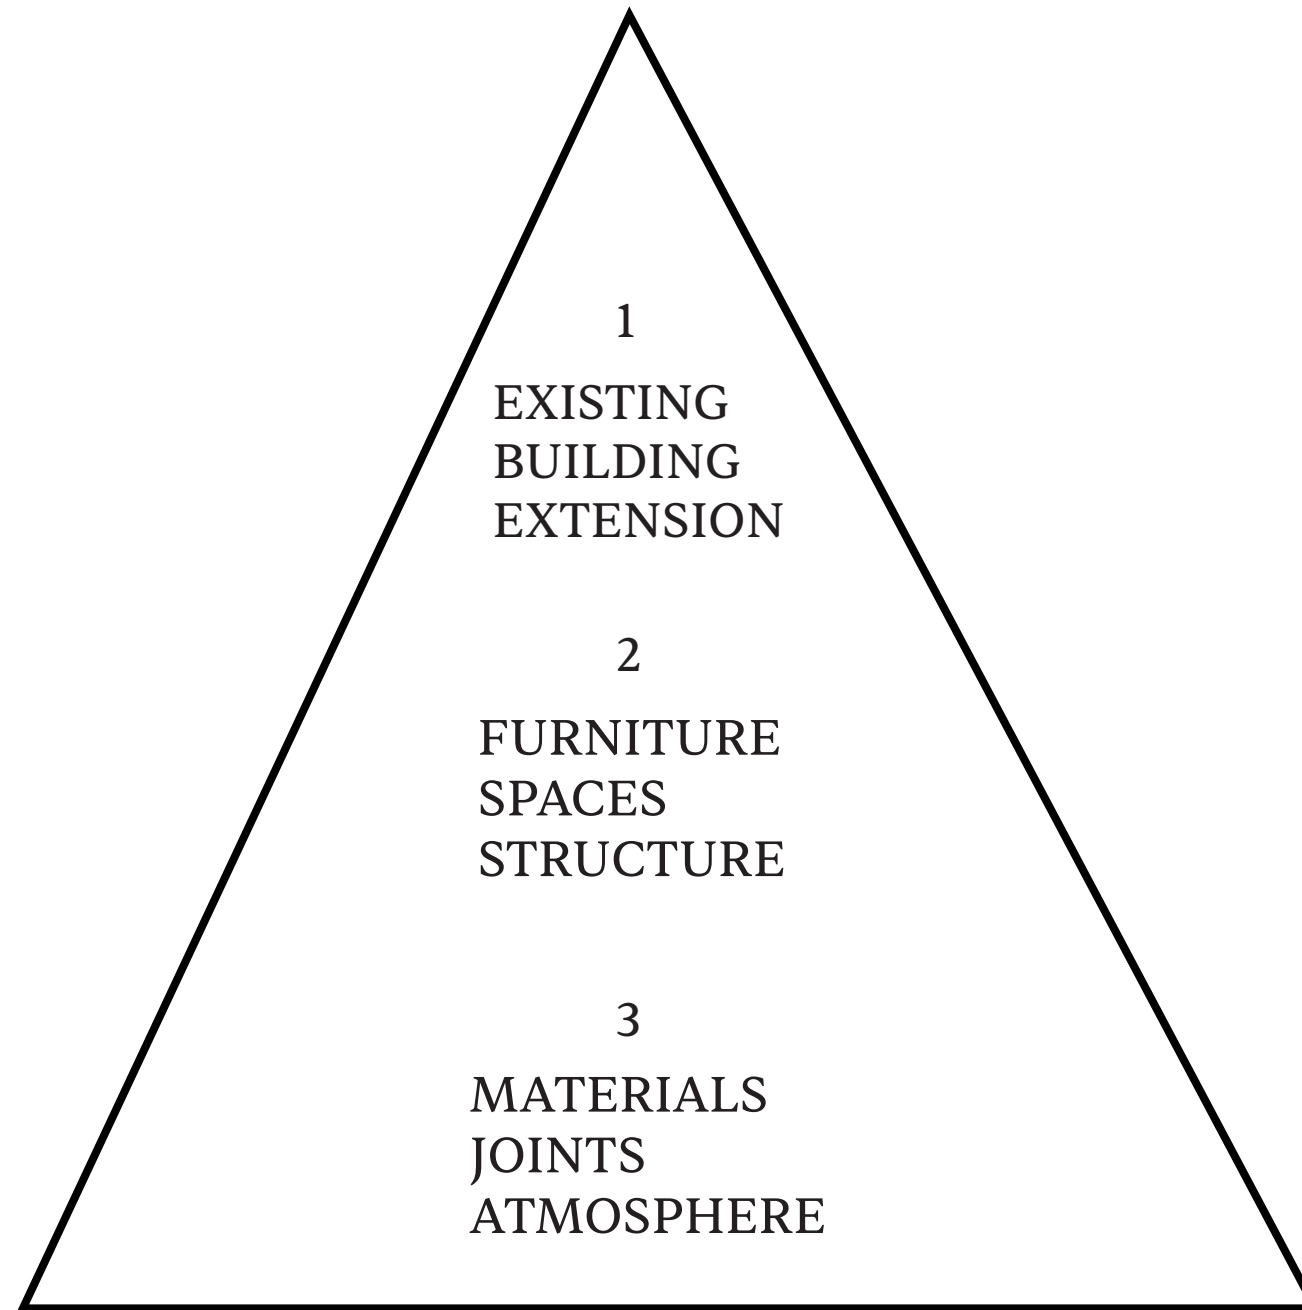 1
EXISTING
BUILDING
EXTENSION
2
FURNITURE
SPACES
STRUCTURE
3
MATERIALS
JOINTS
ATMOSPHERE